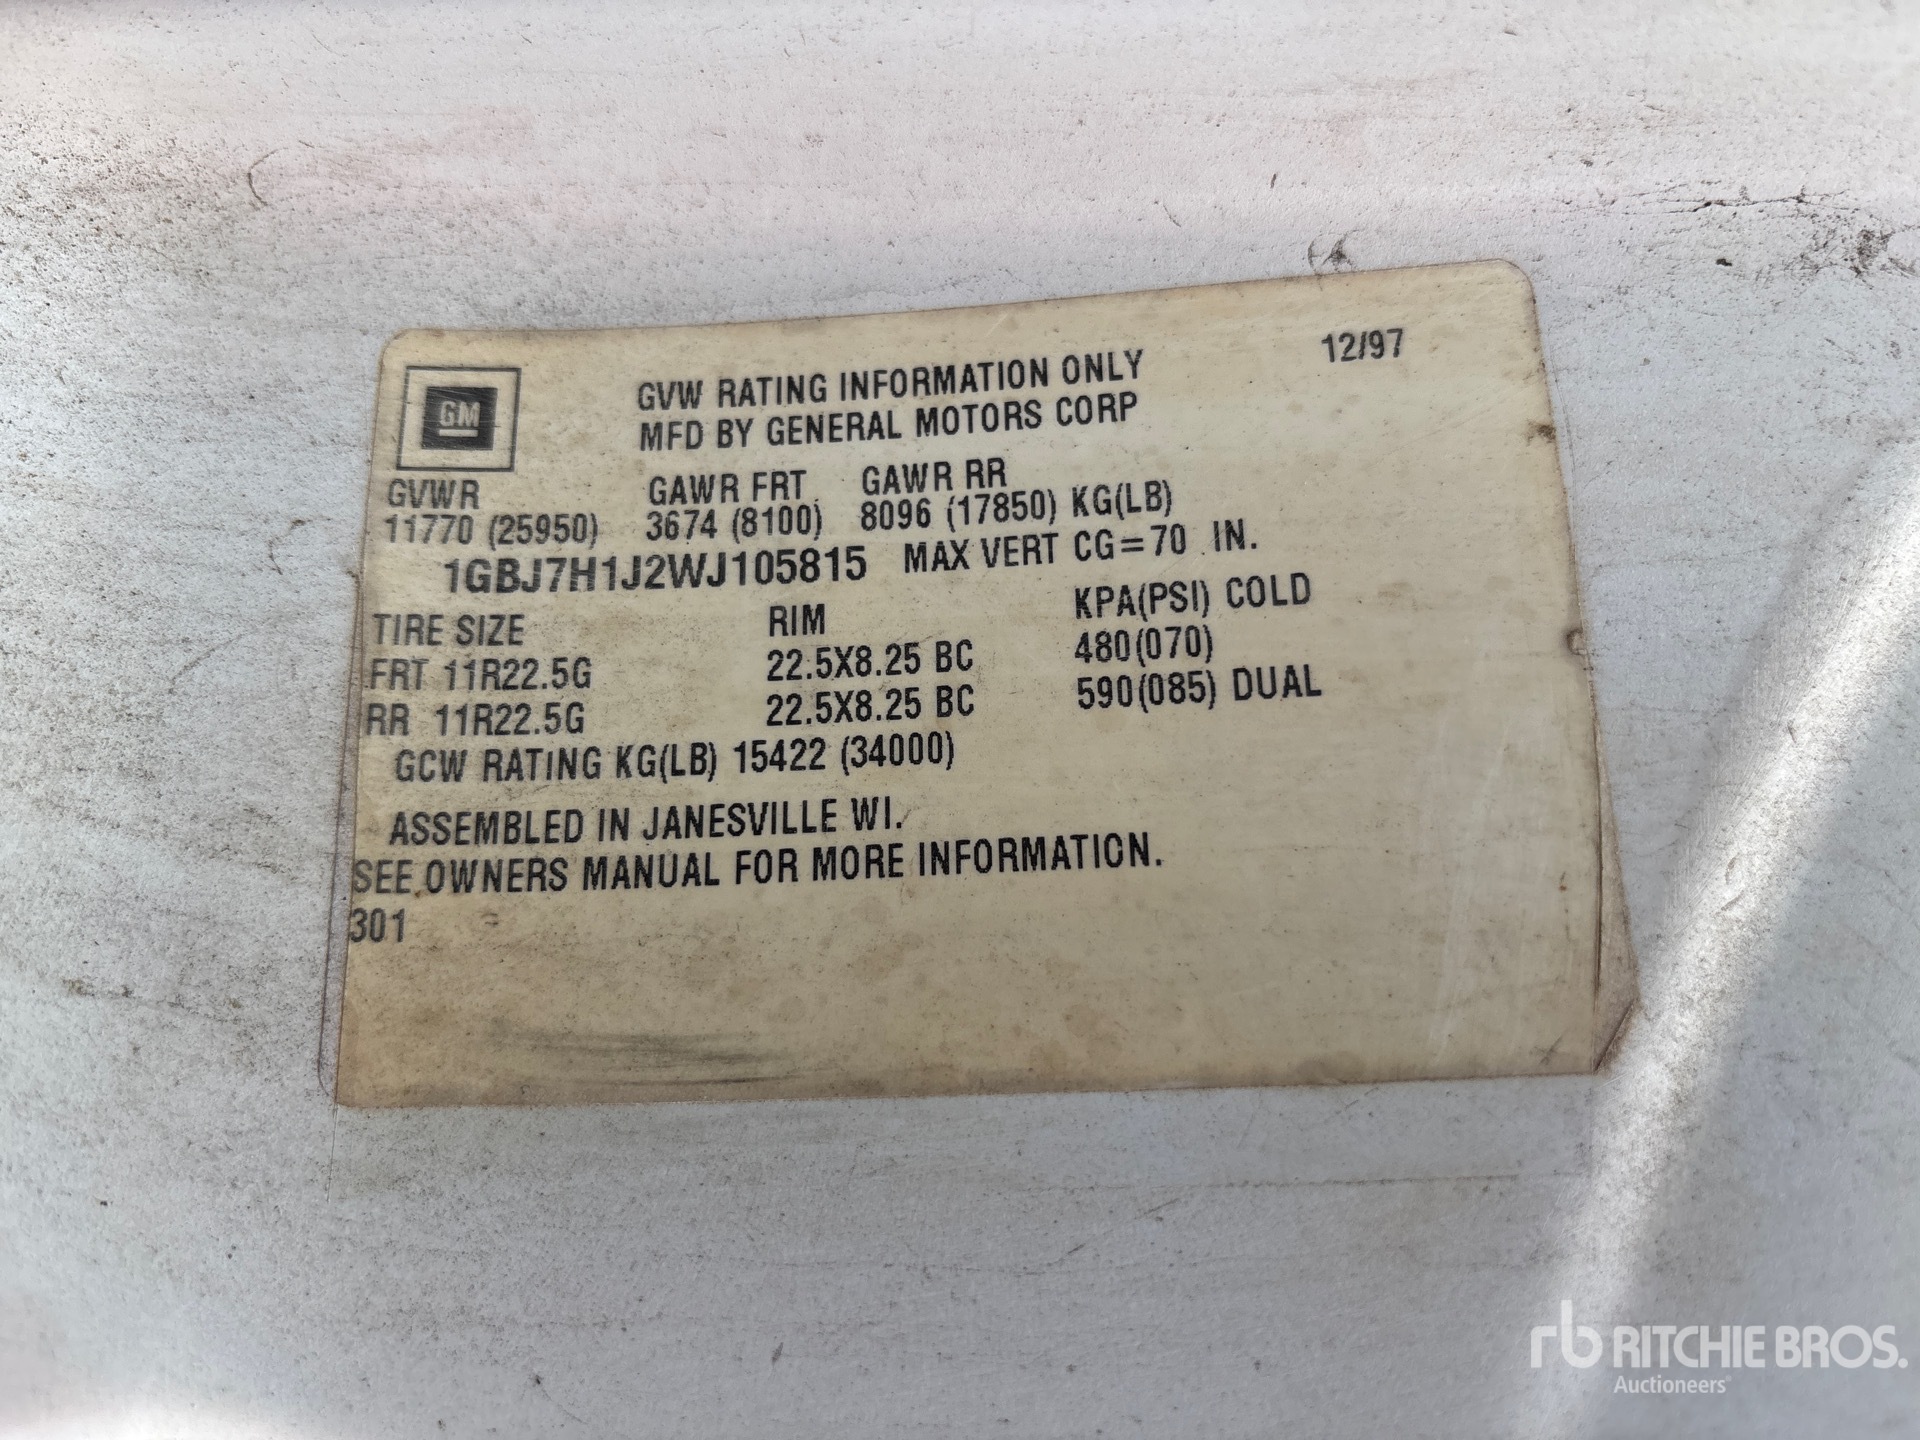 12/97
GM
GVW RATING INFORMATION ONLY
MFD BY GENERAL MOTORS CORP
GVWR GAWR FRT GAWR RR
11770 (25950) 3674 (8100) 8096 (17850) KG(LB)
1GBJ7H1J2WJ105815 MAX VERT CG=70 IN.
TIRE SIZE RIM KPA(PSI) COLD
FRT 11R22.5G 22.5X8.25 BC 480(070)
RR 11R22.5G 22.5X8.25 BC 590(085) DUAL
GCW RATING KG(LB) 15422 (34000)
ASSEMBLED IN JANESVILLE WI.
SEE OWNERS MANUAL FOR MORE INFORMATION.
301
rb RITCHIE BROS.
Auctioneers